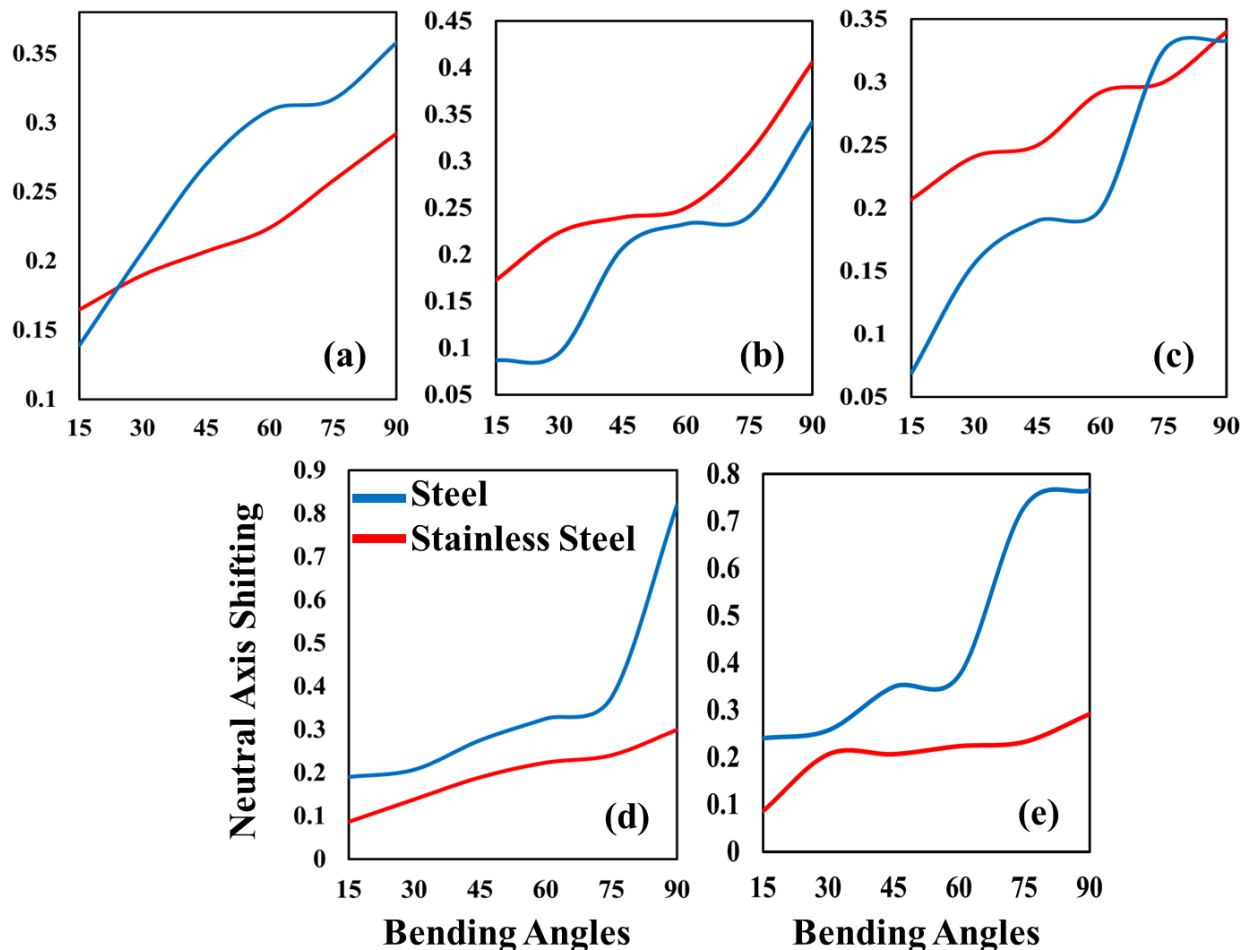 0.35
0.3
0.25
0.2
0.15
0.1
(a)
15 30 45 60 75 90
0.45
0.4
0.35
0.3
0.25
0.2
0.15
0.1
0.05
(b)
15 30 45 60 75 90
0.35
0.3
0.25
0.2
0.15
0.1
0.05
(c)
15 30 45 60 75 90
Neutral Axis Shifting
0.9
0.8
0.7
0.6
0.5
0.4
0.3
0.2
0.1
0
Steel
Stainless Steel
(d)
15 30 45 60 75 90
Bending Angles
0.8
0.7
0.6
0.5
0.4
0.3
0.2
0.1
0
(e)
15 30 45 60 75 90
Bending Angles